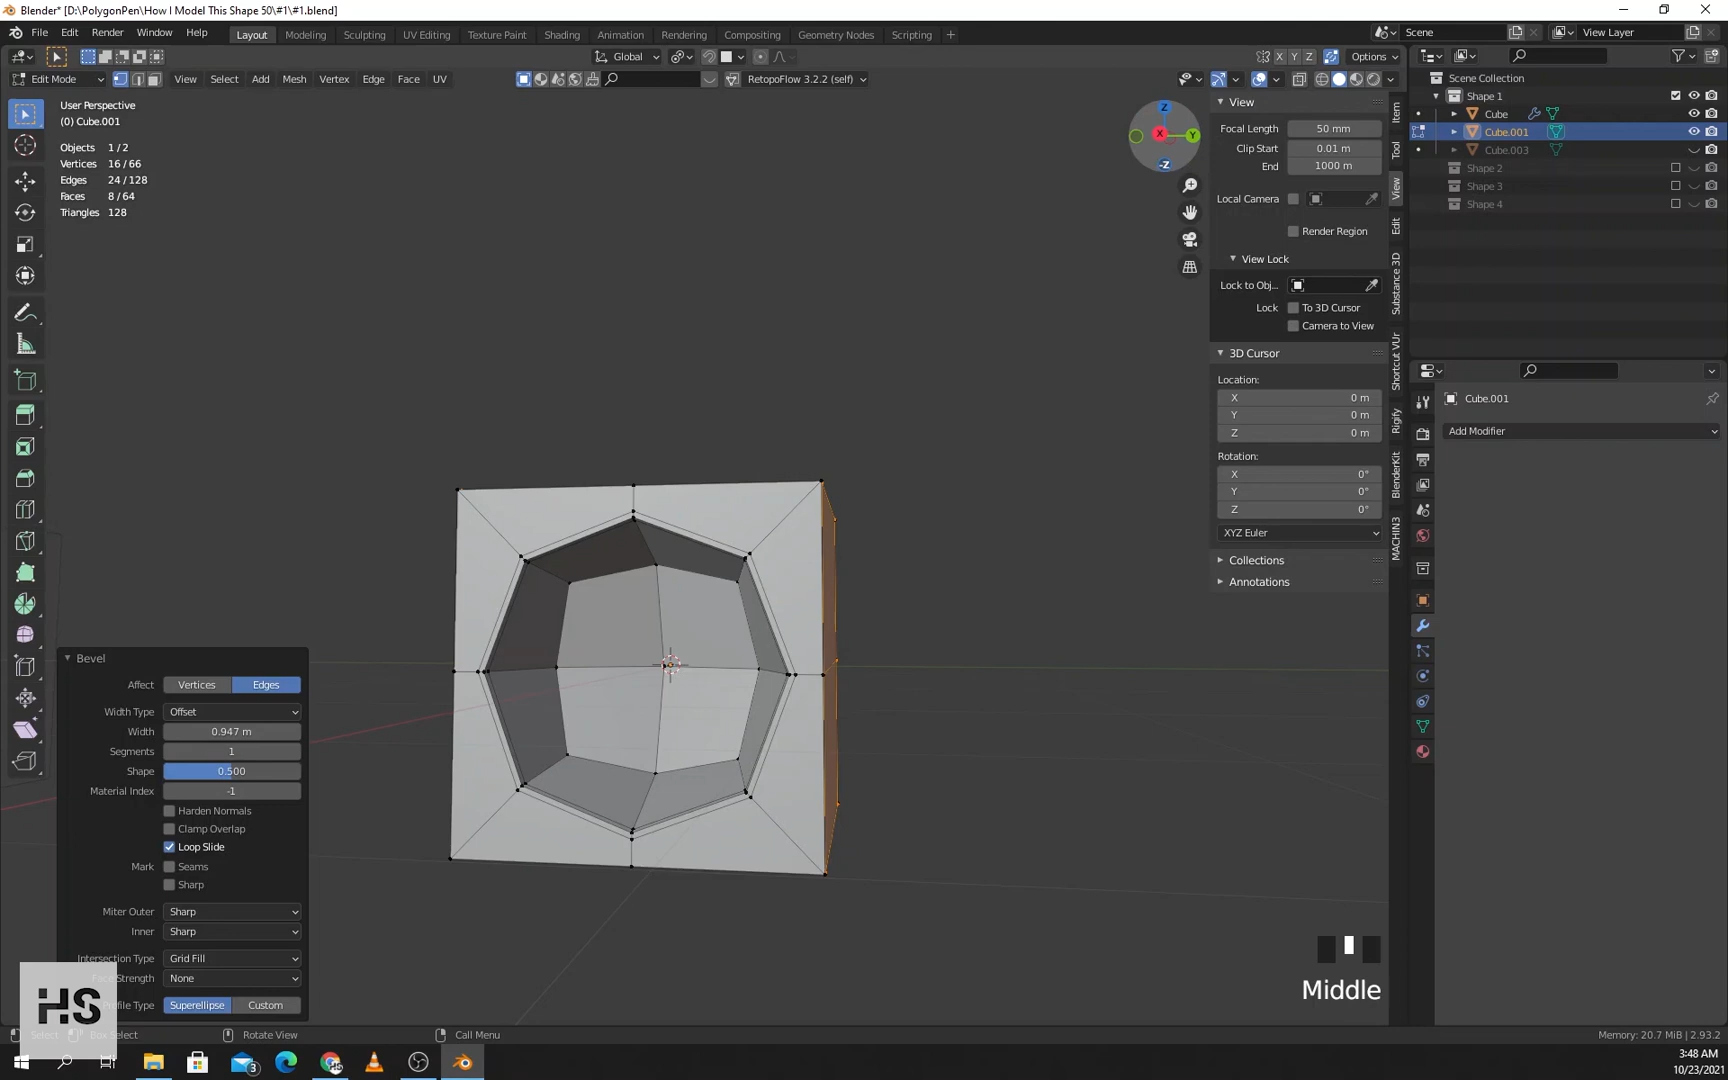 Blender* [D:\PolygonPen\How I Model This Shape 50\#1\#1.blend]
File Edit Render Window Help
Layout Modeling Sculpting UV Editing Texture Paint Shading Animation Rendering Compositing Geometry Nodes Scripting +
Scene
View Layer
Global
X Y Z
Options
Edit Mode
View Select Add Mesh Vertex Edge Face UV
RetopoFlow 3.2.2 (self)
User Perspective
(0) Cube.001
Objects 1/2
Vertices 16/66
Edges 24/128
Faces 8/64
Triangles 128
Z
X
Y
-Z
View
Focal Length 50 mm
Clip Start 0.01 m
End 1000 m
Local Camera
Render Region
View Lock
Lock to Obj...
Lock To 3D Cursor
Camera to View
3D Cursor
Location:
X 0 m
Y 0 m
Z 0 m
Rotation:
X 0°
Y 0°
Z 0°
XYZ Euler
Collections
Annotations
Item
Tool
View
Edit
Substance 3D
Shortcut VUr
Rigify
BlenderKit
MACHIN3
Scene Collection
Shape 1
Cube
Cube.001
Cube.003
Shape 2
Shape 3
Shape 4
Cube.001
Add Modifier
Bevel
Affect Vertices Edges
Width Type Offset
Width 0.947 m
Segments 1
Shape 0.500
Material Index -1
Harden Normals
Clamp Overlap
Loop Slide
Mark Seams
Sharp
Miter Outer Sharp
Inner Sharp
Intersection Type Grid Fill
Strength None
Profile Type Superellipse Custom
HS
Middle
Select
Box Select
Rotate View
Call Menu
Memory: 20.7 MiB | 2.93.2
3
3:48 AM
10/23/2021